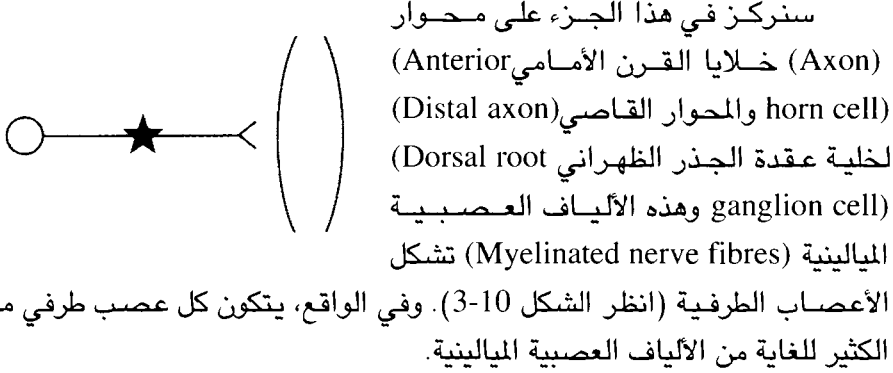 سنركز في هذا الجزء على محوار
(Axon) خلايا القرن الأمامي(Anterior
horn cell) والمحوار القاصي(Distal axon)
لخلية عقدة الجذر الظهراني (Dorsal root
ganglion cell) وهذه الألياف العصبية
الميالينية (Myelinated nerve fibres) تشكل
الأعصاب الطرفية (انظر الشكل 10-3). وفي الواقع، يتكون كل عصب طرفي
الكثير للغاية من الألياف العصبية الميالينية.